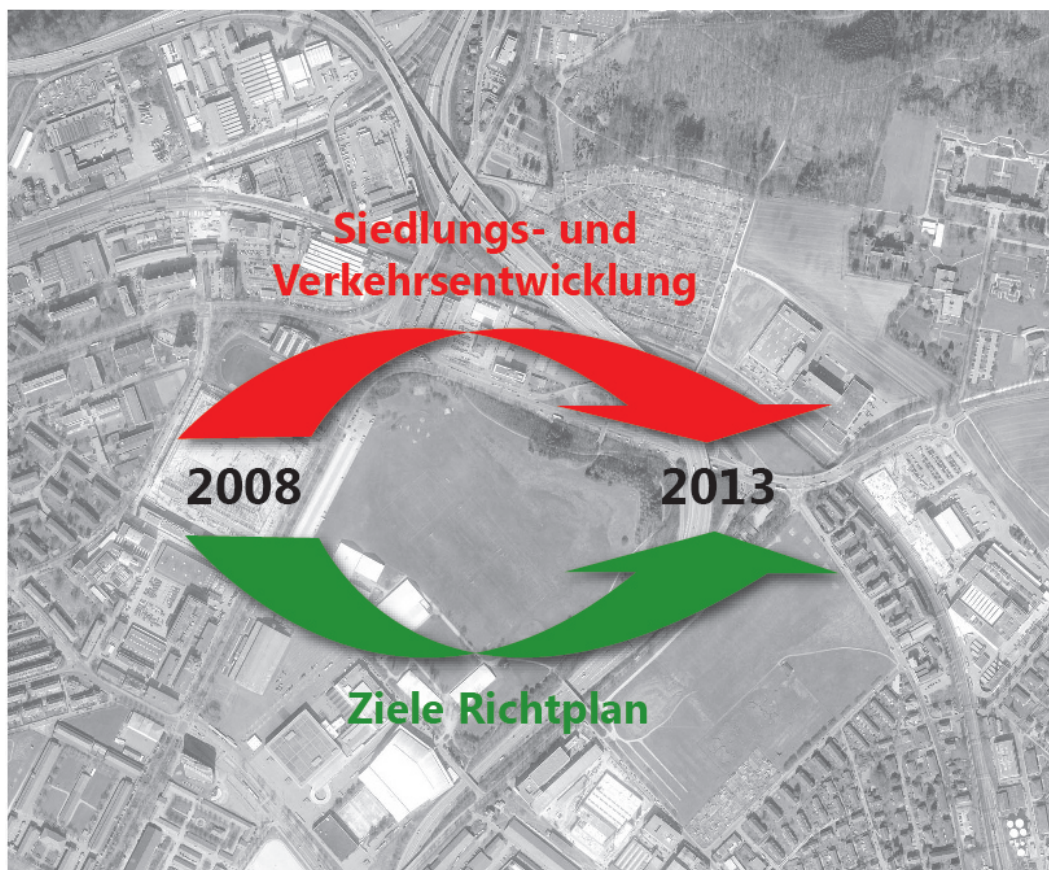 Siedlungs- und
Verkehrsentwicklung
2008
2013
Ziele Richtplan